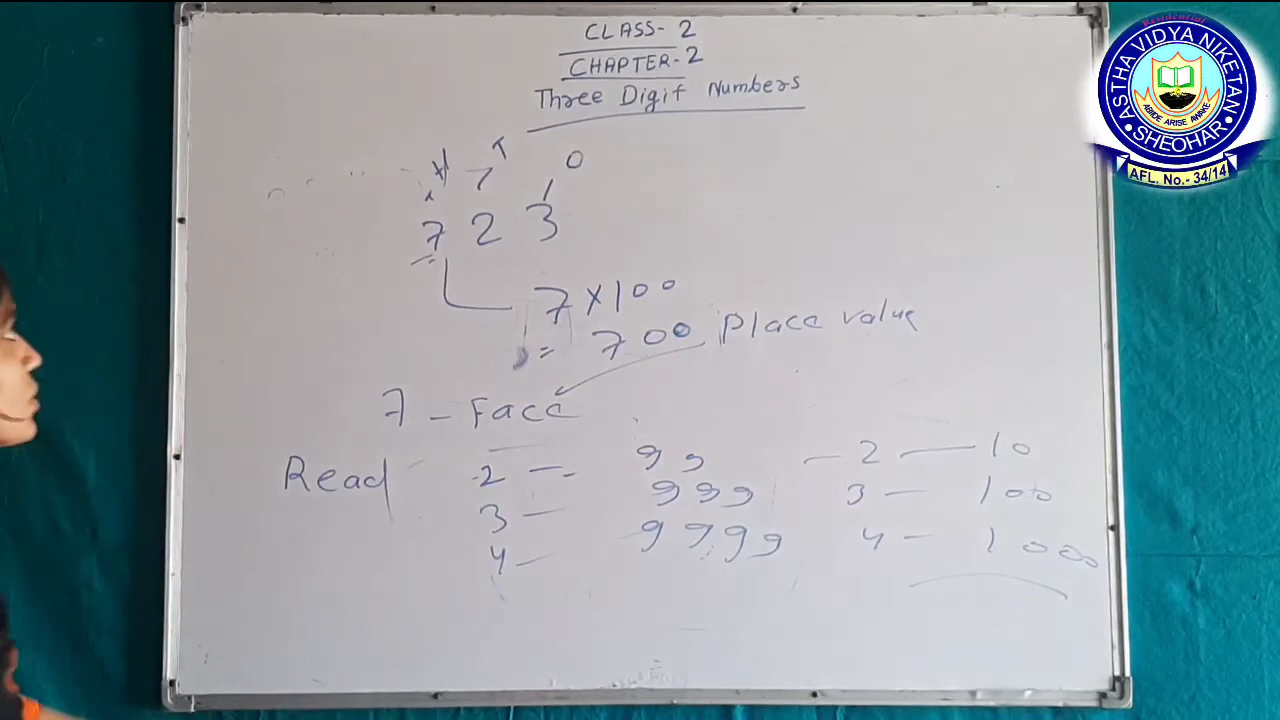 CLASS- 2
CHAPTER-2
Three Digit Numbers
H T O
7 2 3
7 x 100
= 700 Place value
7 - Face
Read
2 - 99 - 2 - 10
3 - 999 3 - 100
4 - 9999 4 - 1000
Residential
ASTHA VIDYA NIKETAN
ABIDE ARISE AWAKE
SHEOHAR
AFL. No.- 34/14